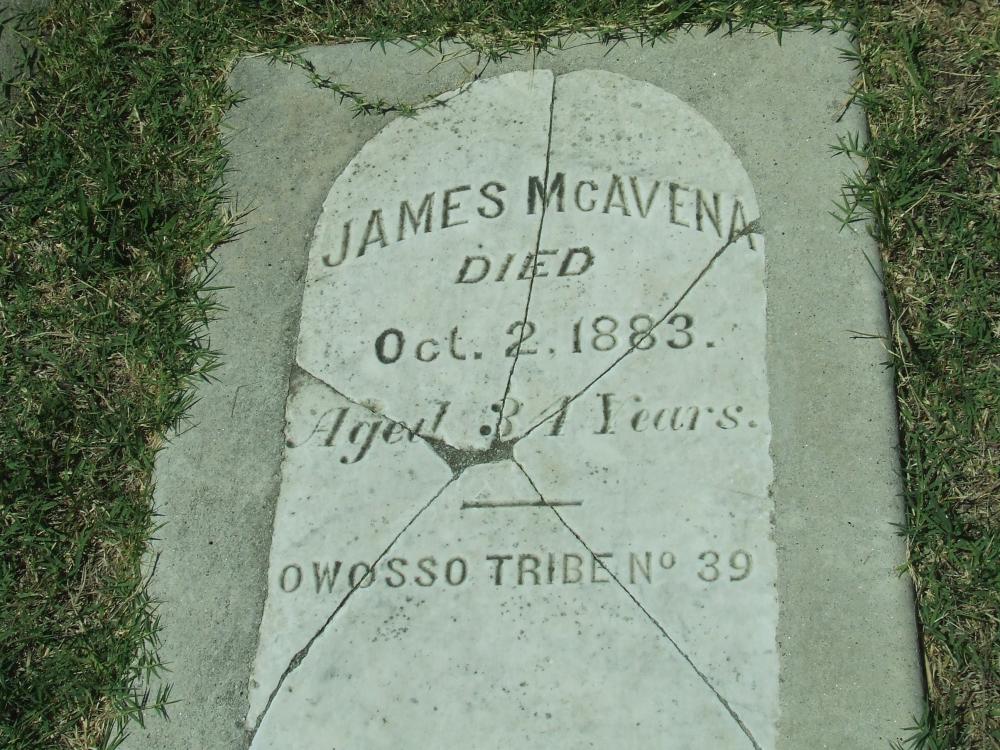 JAMES McAVENA
DIED
Oct. 2, 1883.
Aged 34 Years.
OWOSSO TRIBE No 39